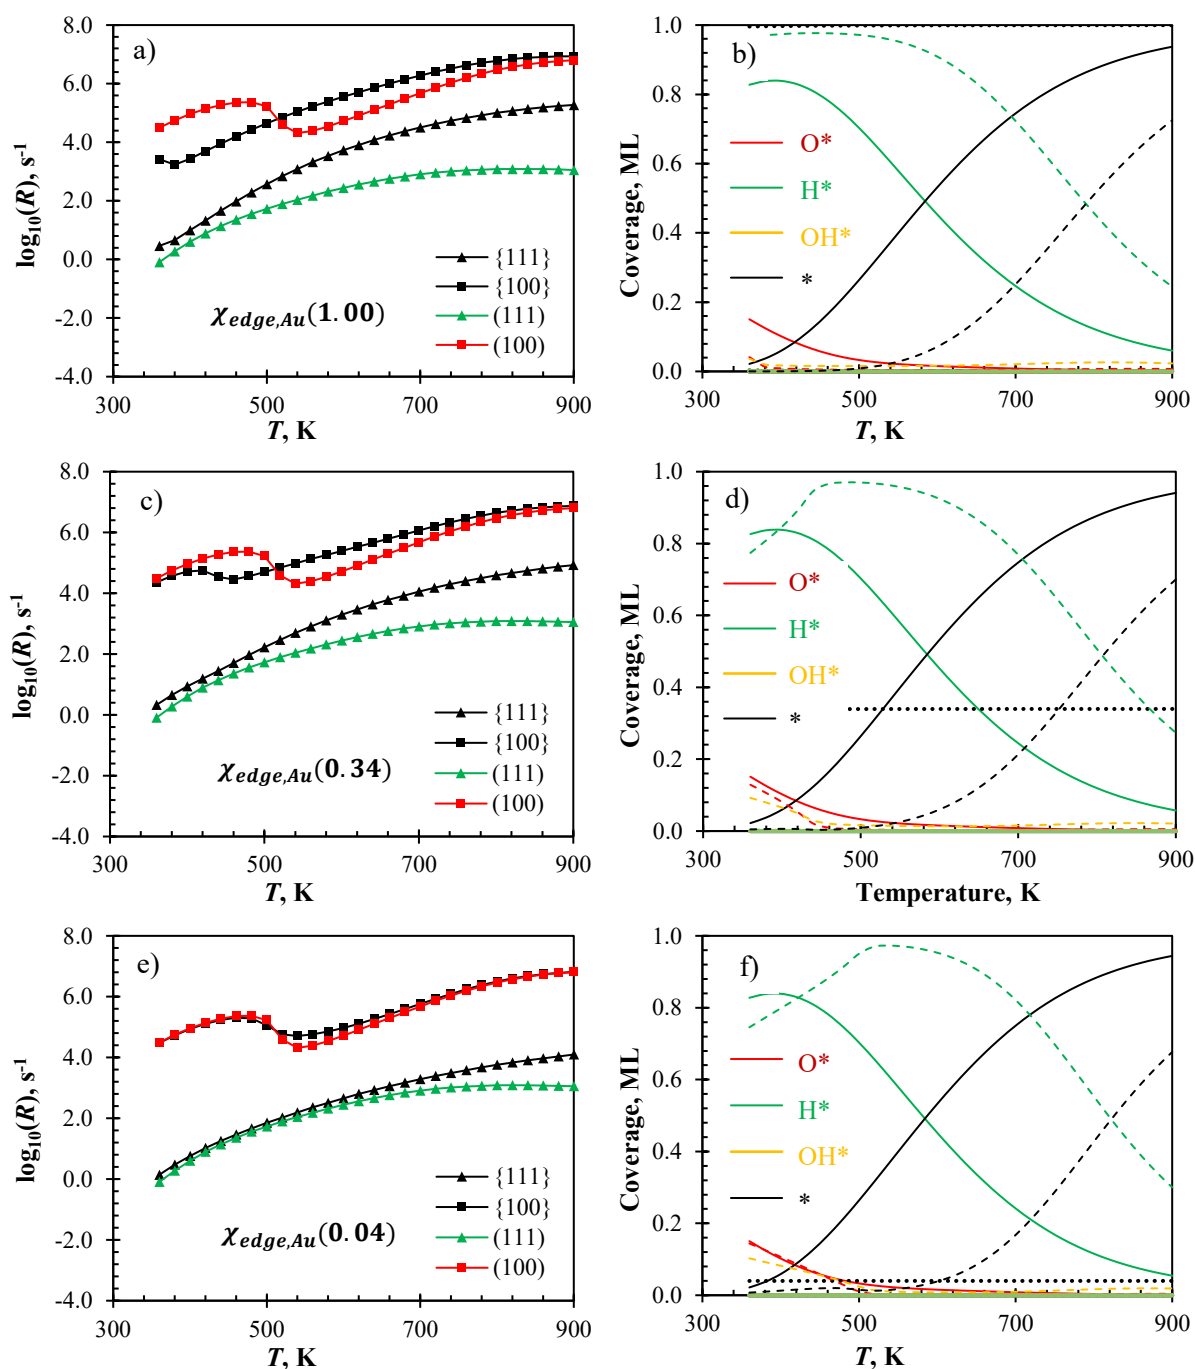 a)
log₁₀(R), s⁻¹
8.0
6.0
4.0
2.0
0.0
-2.0
-4.0
300
500
700
900
T, K
{111}
{100}
(111)
(100)
χedge,Au(1.00)
b)
Coverage, ML
1.0
0.8
0.6
0.4
0.2
0.0
300
500
700
900
T, K
O*
H*
OH*
*
c)
log₁₀(R), s⁻¹
8.0
6.0
4.0
2.0
0.0
-2.0
-4.0
300
500
700
900
T, K
{111}
{100}
(111)
(100)
χedge,Au(0.34)
d)
Coverage, ML
1.0
0.8
0.6
0.4
0.2
0.0
300
500
700
900
Temperature, K
O*
H*
OH*
*
e)
log₁₀(R), s⁻¹
8.0
6.0
4.0
2.0
0.0
-2.0
-4.0
300
500
700
900
T, K
{111}
{100}
(111)
(100)
χedge,Au(0.04)
f)
Coverage, ML
1.0
0.8
0.6
0.4
0.2
0.0
300
500
700
900
T, K
O*
H*
OH*
*